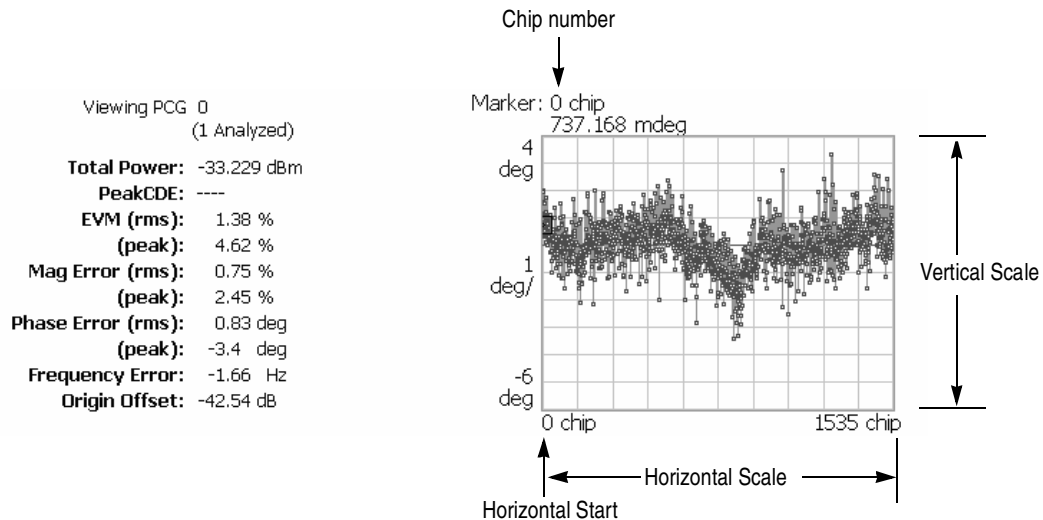 Chip number
Viewing PCG 0
(1 Analyzed)
Total Power: -33.229 dBm
PeakCDE: ----
EVM (rms): 1.38 %
(peak): 4.62 %
Mag Error (rms): 0.75 %
(peak): 2.45 %
Phase Error (rms): 0.83 deg
(peak): -3.4 deg
Frequency Error: -1.66 Hz
Origin Offset: -42.54 dB
Marker: 0 chip
737.168 mdeg
4
deg
1
deg/
-6
deg
0 chip 1535 chip
Vertical Scale
Horizontal Scale
Horizontal Start